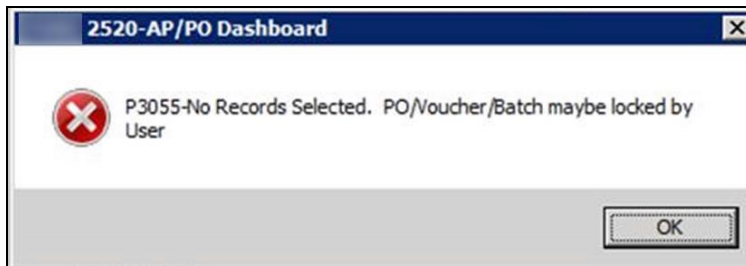 2520-AP/PO Dashboard
P3055-No Records Selected.  PO/Voucher/Batch maybe locked by
User
OK